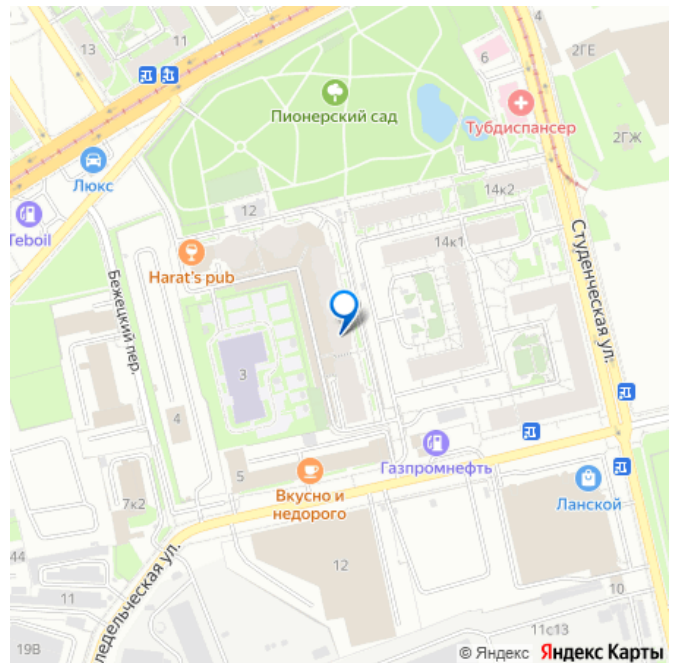 4
13
11
2ГЕ
6
Пионерский сад
Тубдиспансер
2ГЖ
Люкс
14к2
12
Teboil
14к1
Студенческая ул.
Harat's pub
Бежецкий пер.
3
4
Газпромнефть
5
Вкусно и
недорого
Ланской
7к2
44
12
ледельческая ул.
10
11
11с13
19В
© Яндекс Яндекс Карты